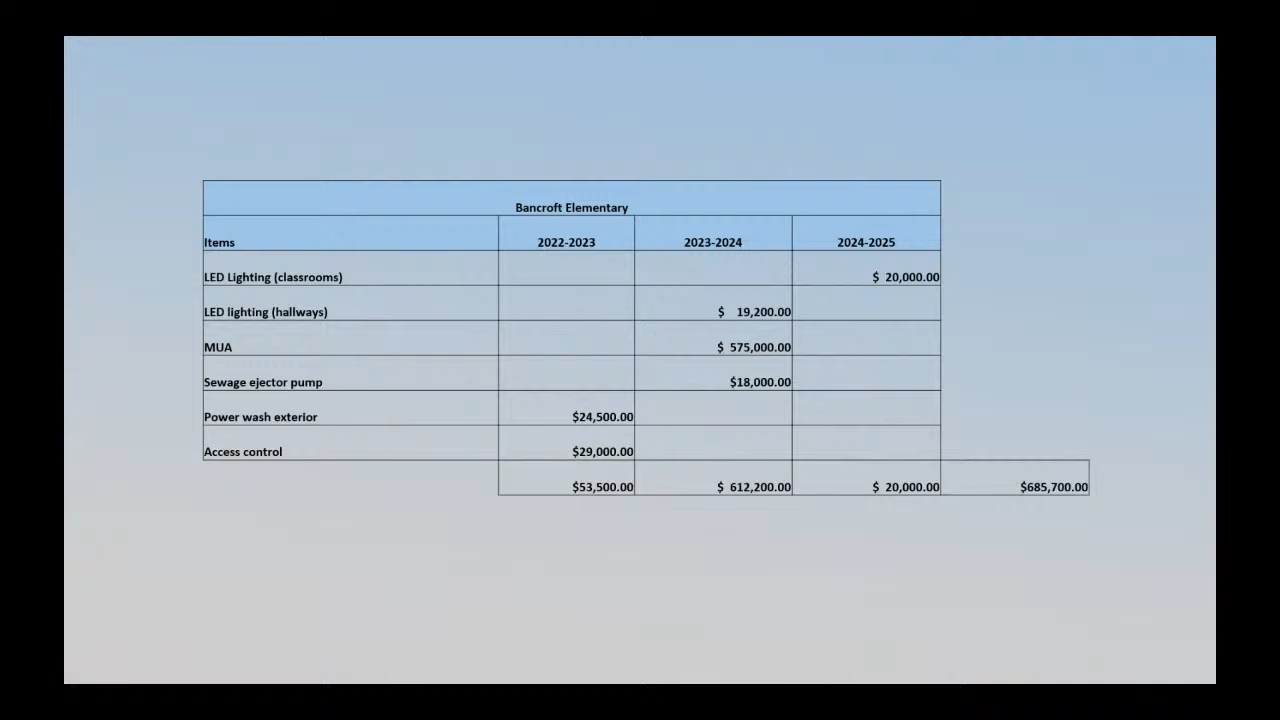 Bancroft Elementary
Items 2022-2023 2023-2024 2024-2025
LED Lighting (classrooms) $ 20,000.00
LED lighting (hallways) $ 19,200.00
MUA $ 575,000.00
Sewage ejector pump $18,000.00
Power wash exterior $24,500.00
Access control $29,000.00
$53,500.00 $ 612,200.00 $ 20,000.00 $685,700.00